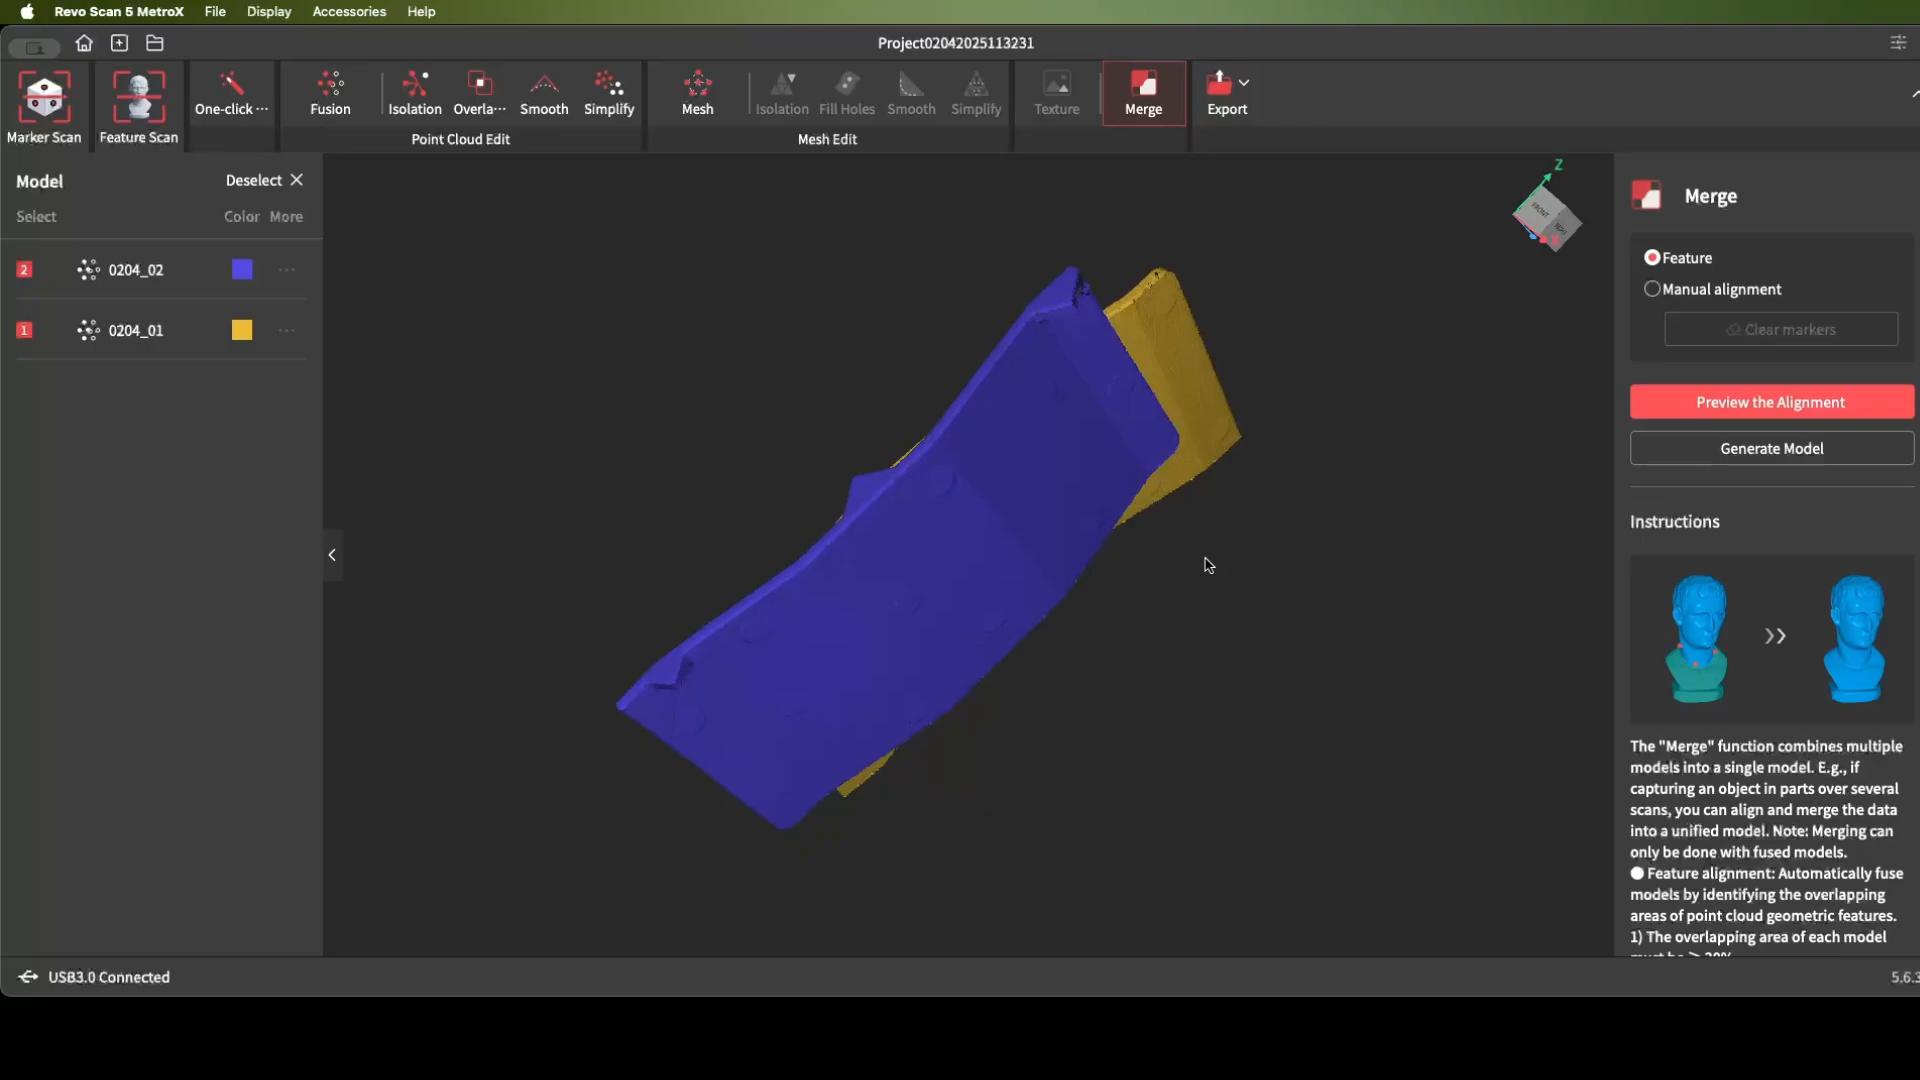 Revo Scan 5 MetroX File Display Accessories Help
Project02042025113231
Marker Scan
Feature Scan
One-click ···
Fusion
Isolation
Overla···
Smooth
Simplify
Point Cloud Edit
Mesh
Isolation
Fill Holes
Smooth
Simplify
Mesh Edit
Texture
Merge
Export
Model
Deselect
Select Color More
2 0204_02
1 0204_01
Z
FRONT
Merge
Feature
Manual alignment
Clear markers
Preview the Alignment
Generate Model
Instructions
The "Merge" function combines multiple
models into a single model. E.g., if
capturing an object in parts over several
scans, you can align and merge the data
into a unified model. Note: Merging can
only be done with fused models.
Feature alignment: Automatically fuse
models by identifying the overlapping
areas of point cloud geometric features.
1) The overlapping area of each model
USB3.0 Connected
5.6.3